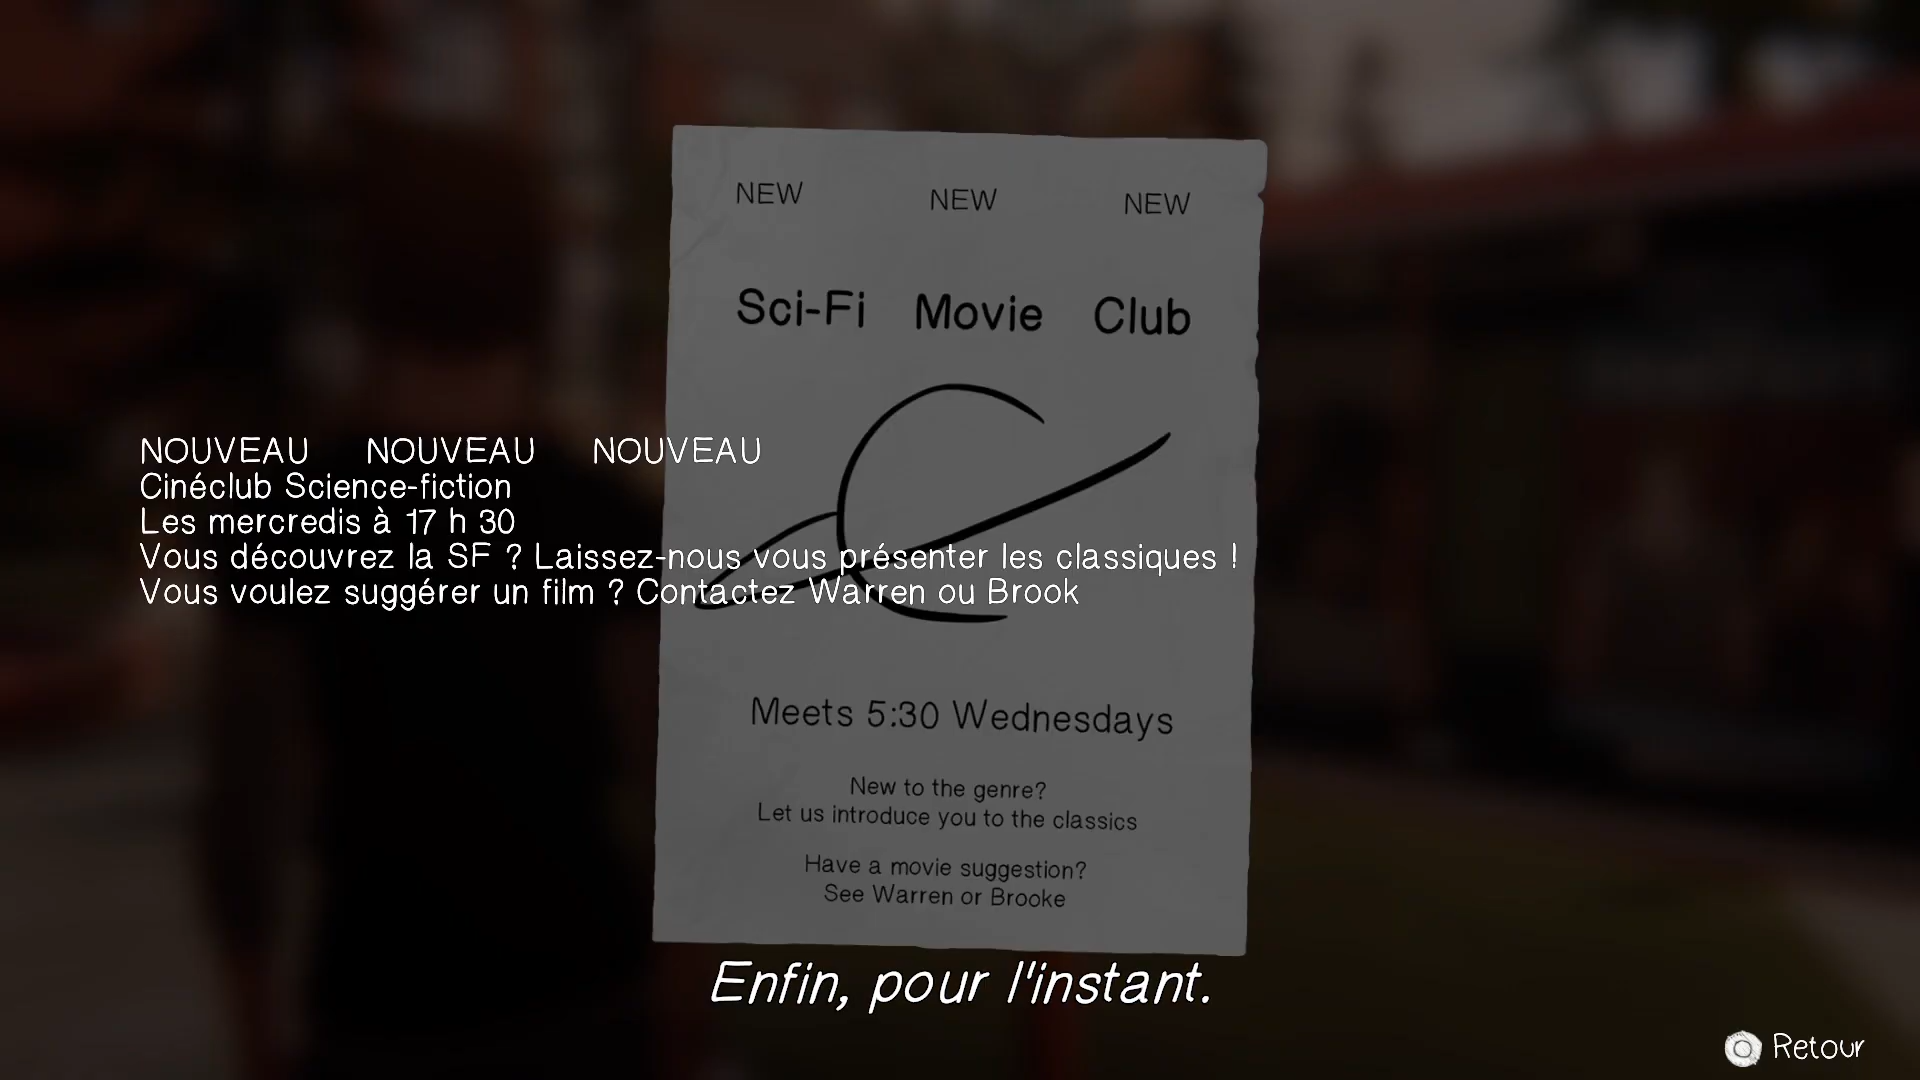 NEW NEW NEW
Sci-Fi Movie Club
NOUVEAU NOUVEAU NOUVEAU
Cinéclub Science-fiction
Les mercredis à 17 h 30
Vous découvrez la SF ? Laissez-nous vous présenter les classiques !
Vous voulez suggérer un film ? Contactez Warren ou Brook
Meets 5:30 Wednesdays
New to the genre?
Let us introduce you to the classics
Have a movie suggestion?
See Warren or Brooke
Enfin, pour l'instant.
Retour